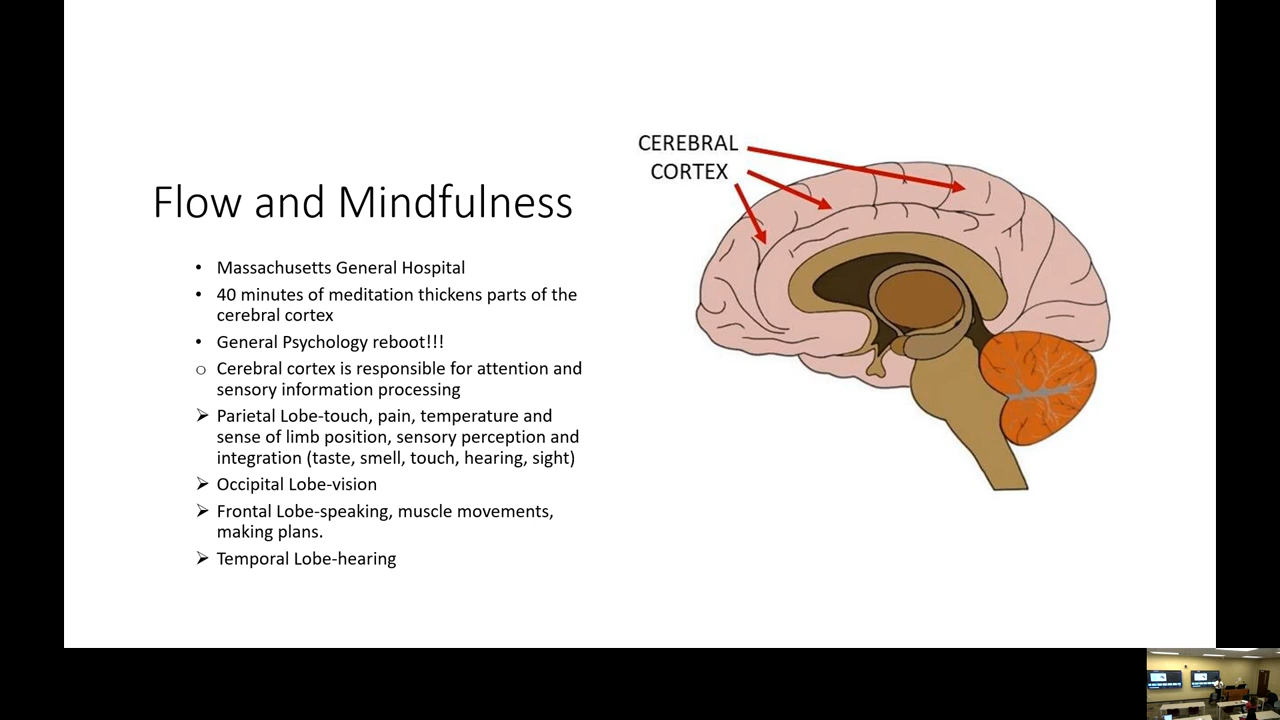 Flow and Mindfulness
• Massachusetts General Hospital
• 40 minutes of meditation thickens parts of the
cerebral cortex
• General Psychology reboot!!!
o Cerebral cortex is responsible for attention and
sensory information processing
➢ Parietal Lobe-touch, pain, temperature and
sense of limb position, sensory perception and
integration (taste, smell, touch, hearing, sight)
➢ Occipital Lobe-vision
➢ Frontal Lobe-speaking, muscle movements,
making plans.
➢ Temporal Lobe-hearing
CEREBRAL
CORTEX